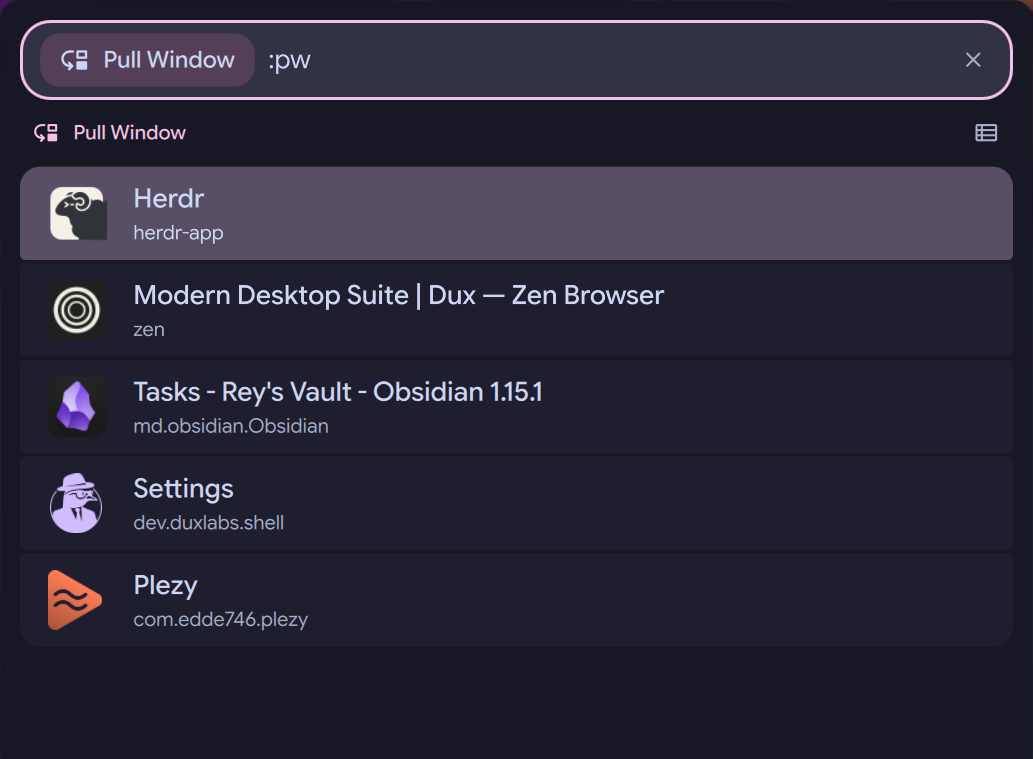 Pull Window :pw
Pull Window
Herdr
herdr-app
Modern Desktop Suite | Dux — Zen Browser
zen
Tasks - Rey's Vault - Obsidian 1.15.1
md.obsidian.Obsidian
Settings
dev.duxlabs.shell
Plezy
com.edde746.plezy